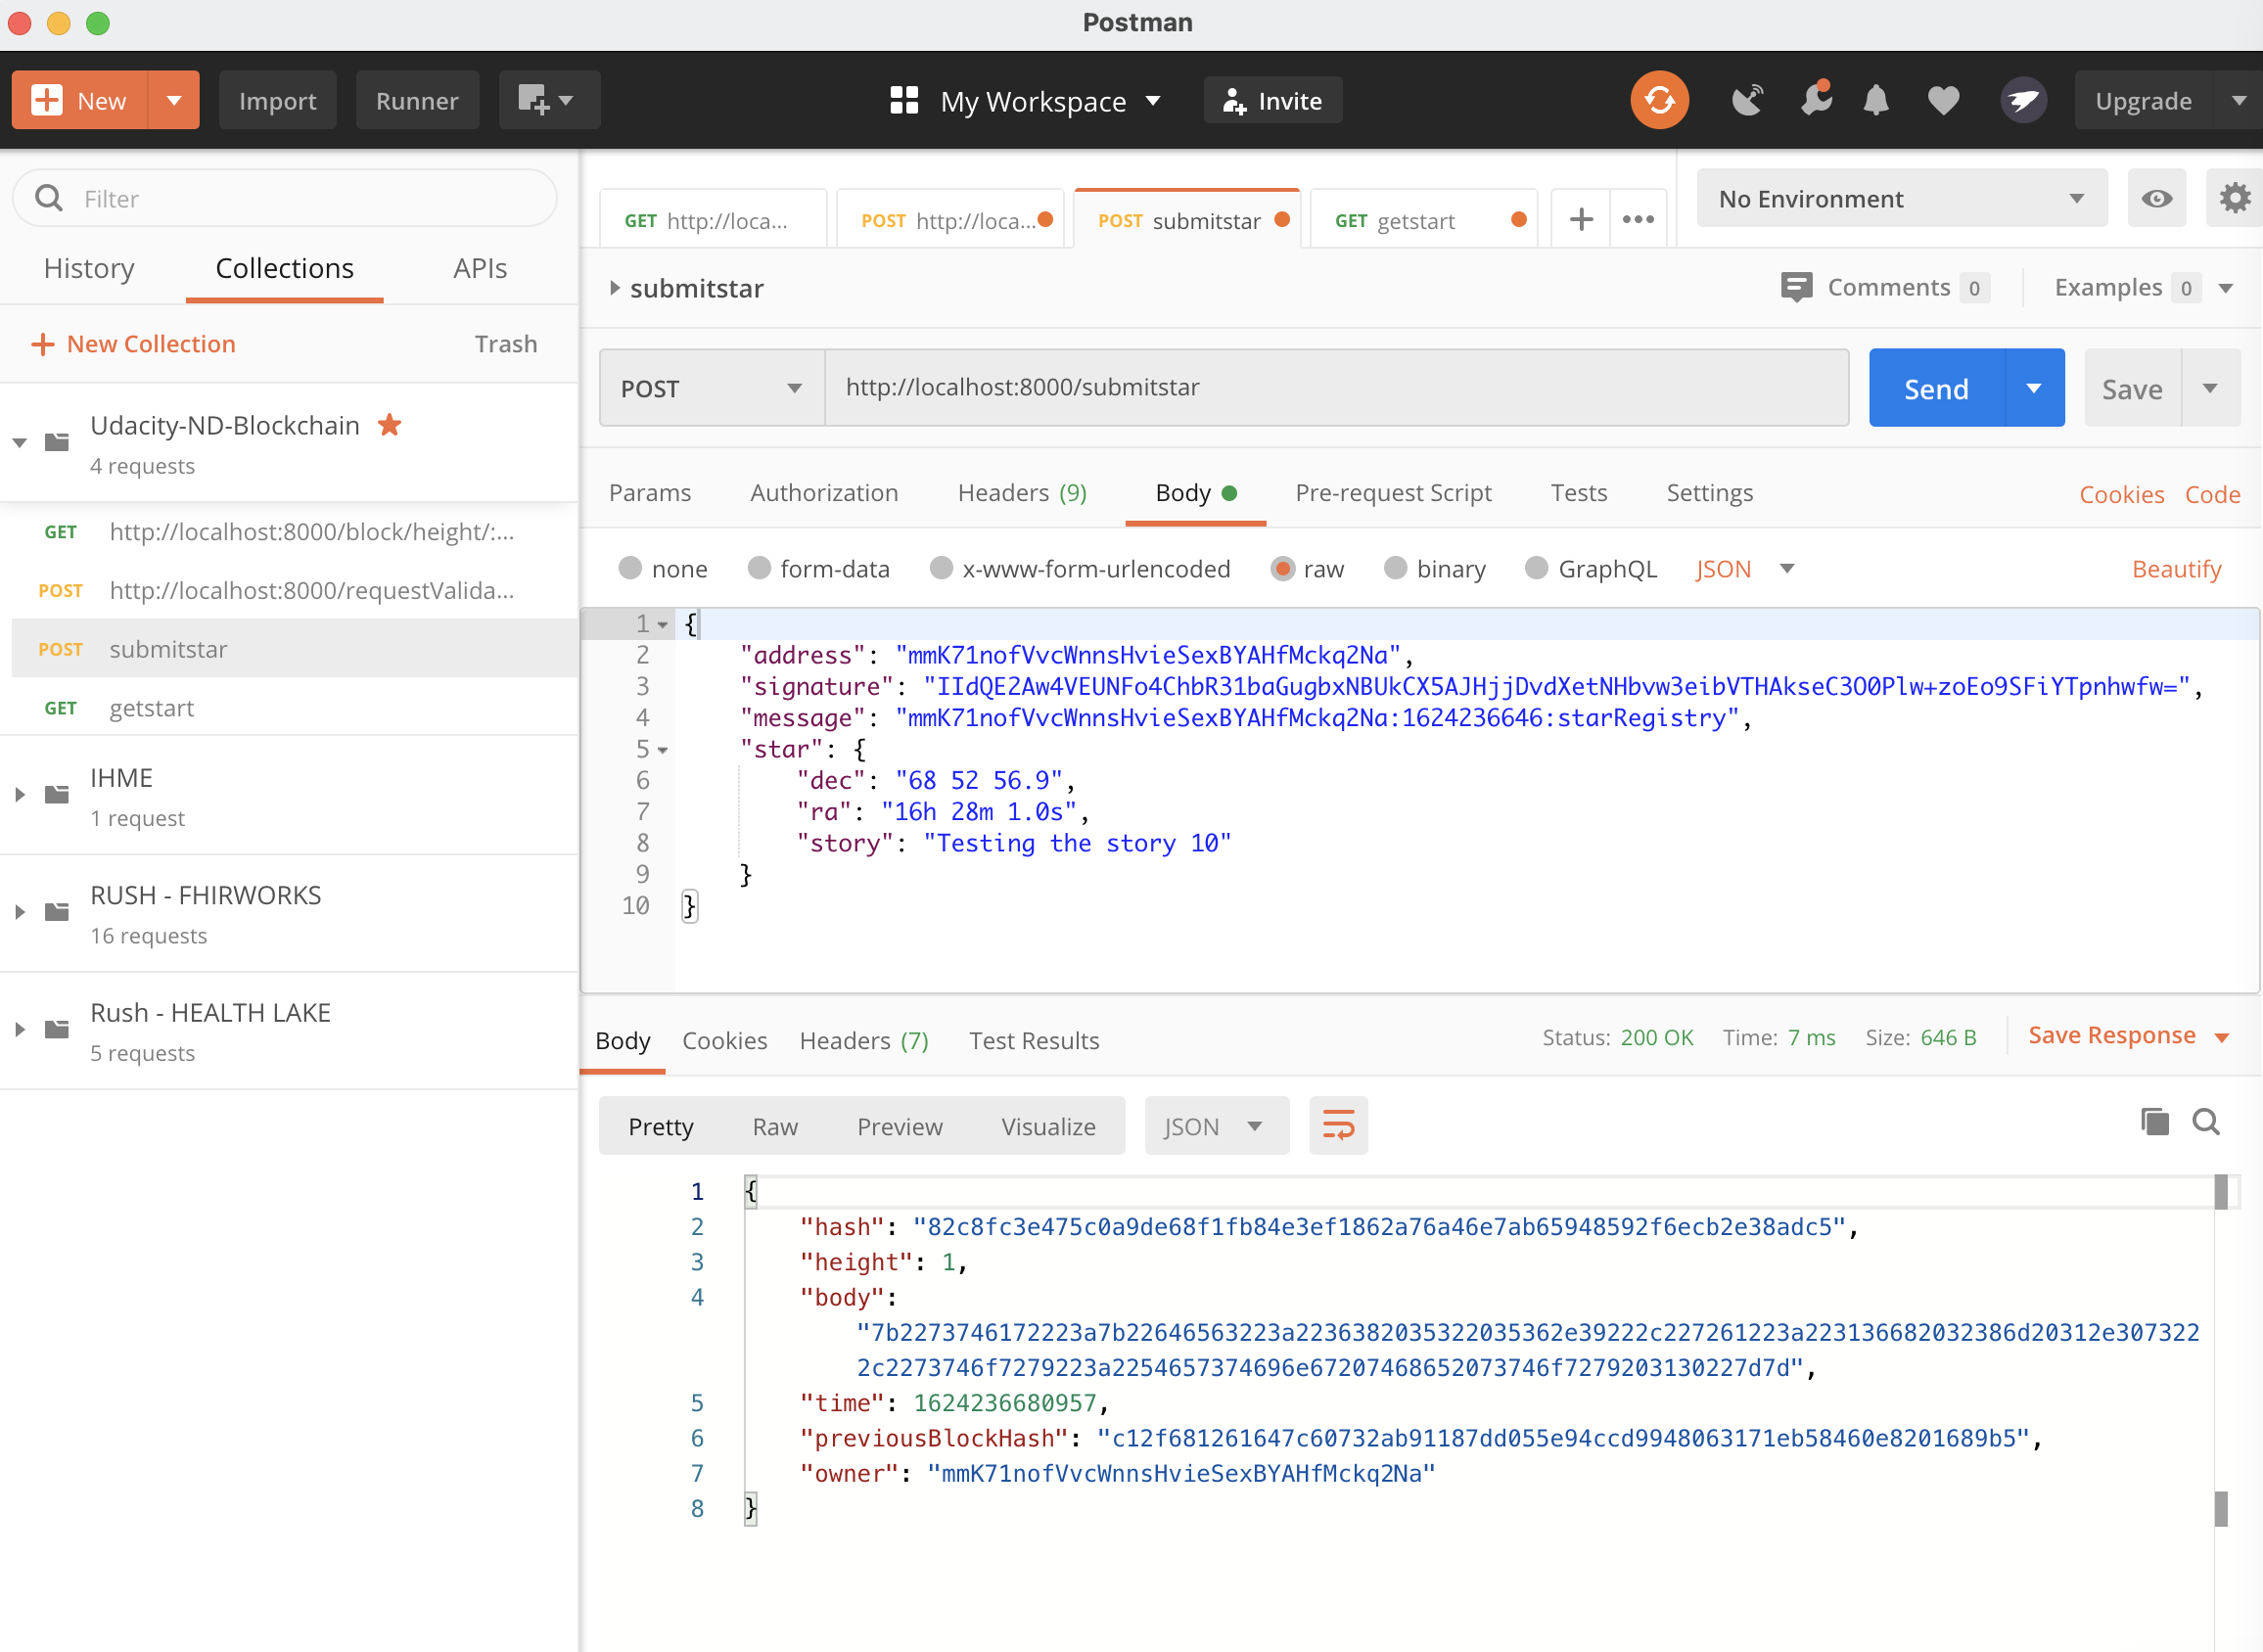 Postman
New
Import
Runner
My Workspace
Invite
Upgrade
Filter
History
Collections
APIs
New Collection
Trash
Udacity-ND-Blockchain
4 requests
GET http://localhost:8000/block/height/:...
POST http://localhost:8000/requestValida...
POST submitstar
GET getstart
IHME
1 request
RUSH - FHIRWORKS
16 requests
Rush - HEALTH LAKE
5 requests
GET http://loca...
POST http://loca...
POST submitstar
GET getstart
No Environment
submitstar
Comments 0
Examples 0
POST
http://localhost:8000/submitstar
Send
Save
Params
Authorization
Headers (9)
Body
Pre-request Script
Tests
Settings
Cookies
Code
none
form-data
x-www-form-urlencoded
raw
binary
GraphQL
JSON
Beautify
1 {
2 "address": "mmK71nofVvcWnnsHvieSexBYAHfMckq2Na",
3 "signature": "IIdQE2Aw4VEUNFo4ChbR31baGugbxNBUkCX5AJHjjDvdXetNHbvw3eibVTHAkseC3O0Plw+zoEo9SFiYTpnhwfw=",
4 "message": "mmK71nofVvcWnnsHvieSexBYAHfMckq2Na:1624236646:starRegistry",
5 "star": {
6 "dec": "68 52 56.9",
7 "ra": "16h 28m 1.0s",
8 "story": "Testing the story 10"
9 }
10 }
Body
Cookies
Headers (7)
Test Results
Status: 200 OK
Time: 7 ms
Size: 646 B
Save Response
Pretty
Raw
Preview
Visualize
JSON
1 {
2 "hash": "82c8fc3e475c0a9de68f1fb84e3ef1862a76a46e7ab65948592f6ecb2e38adc5",
3 "height": 1,
4 "body":
"7b2273746172223a7b22646563223a2236382035322035362e39222c227261223a223136682032386d20312e307322
2c2273746f7279223a2254657374696e67207468652073746f7279203130227d7d",
5 "time": 1624236680957,
6 "previousBlockHash": "c12f681261647c60732ab91187dd055e94ccd9948063171eb58460e8201689b5",
7 "owner": "mmK71nofVvcWnnsHvieSexBYAHfMckq2Na"
8 }